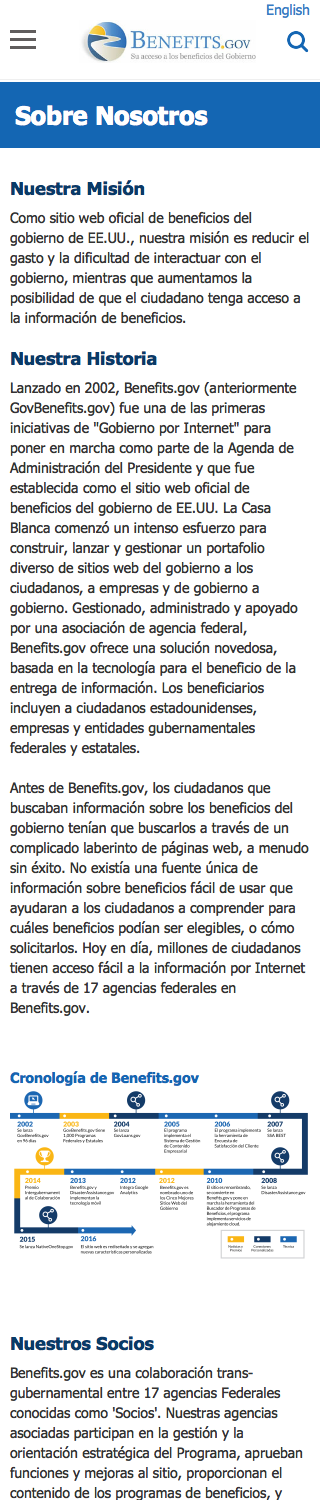 English
BENEFITS.GOV
Su acceso a los beneficios del Gobierno
Sobre Nosotros
Nuestra Misión
Como sitio web oficial de beneficios del
gobierno de EE.UU., nuestra misión es reducir el
gasto y la dificultad de interactuar con el
gobierno, mientras que aumentamos la
posibilidad de que el ciudadano tenga acceso a
la información de beneficios.
Nuestra Historia
Lanzado en 2002, Benefits.gov (anteriormente
GovBenefits.gov) fue una de las primeras
iniciativas de "Gobierno por Internet" para
poner en marcha como parte de la Agenda de
Administración del Presidente y que fue
establecida como el sitio web oficial de
beneficios del gobierno de EE.UU. La Casa
Blanca comenzó un intenso esfuerzo para
construir, lanzar y gestionar un portafolio
diverso de sitios web del gobierno a los
ciudadanos, a empresas y de gobierno a
gobierno. Gestionado, administrado y apoyado
por una asociación de agencia federal,
Benefits.gov ofrece una solución novedosa,
basada en la tecnología para el beneficio de la
entrega de información. Los beneficiarios
incluyen a ciudadanos estadounidenses,
empresas y entidades gubernamentales
federales y estatales.
Antes de Benefits.gov, los ciudadanos que
buscaban información sobre los beneficios del
gobierno tenían que buscarlos a través de un
complicado laberinto de páginas web, a menudo
sin éxito. No existía una fuente única de
información sobre beneficios fácil de usar que
ayudaran a los ciudadanos a comprender para
cuáles beneficios podían ser elegibles, o cómo
solicitarlos. Hoy en día, millones de ciudadanos
tienen acceso fácil a la información por Internet
a través de 17 agencias federales en
Benefits.gov.
Cronología de Benefits.gov
2002
Se lanza
GovBenefits.gov
en 96 días
2003
GovBenefits.gov tiene
1,000 Programas
Federales y Estatales
2004
Se lanza
GovLoans.gov
2005
El programa
implementa el
Sistema de Gestión
de Contenido
Empresarial
2006
El programa implementa
la herramienta de
Encuesta de
Satisfacción del Cliente
2007
Se lanza
SSA BEST
2014
Premio
Intergubernament
al de Colaboración
2013
Benefits.gov y
DisasterAssistance.gov
implementan la
tecnología móvil
2012
Integra Google
Analytics
2012
Benefits.gov es
nombrado uno de
los Cinco Mejores
Sitios Web del
Gobierno
2010
El sitio es renombrado,
se convierte en
Benefits.gov y pone en
marcha la herramienta del
Buscador de Programas de
Beneficios, el programa
implementa servicios de
alojamiento cloud.
2008
Se lanza
DisasterAssistance.gov
2015
Se lanza NativeOneStop.gov
2016
El sitio web es rediseñado y se agregan
nuevas características personalizadas
Nuestros Socios
Benefits.gov es una colaboración trans-
gubernamental entre 17 agencias Federales
conocidas como 'Socios'. Nuestras agencias
asociadas participan en la gestión y la
orientación estratégica del Programa, aprueban
funciones y mejoras al sitio, proporcionan el
contenido de los programas de beneficios, y